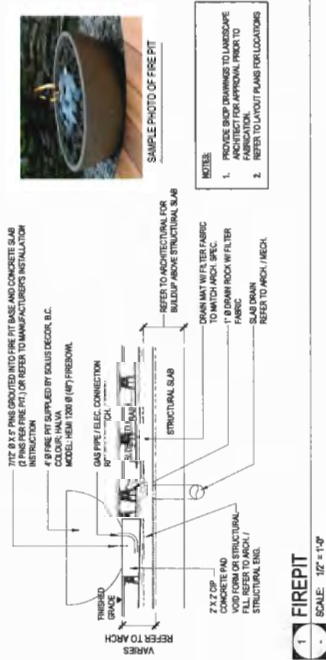 7/12" Ø X 5" PINS GROUTED INTO FIRE PIT BASE AND CONCRETE SLAB
(2 PINS PER FIRE PIT.) OR REFER TO MANUFACTURER'S INSTALLATION
INSTRUCTION
4' Ø FIRE PIT SUPPLIED BY SOLUS DECOR, B.C.
COLOUR: HALVA
MODEL: HEMI 1200 Ø (48") FIREBOWL
GAS PIPE / ELEC. CONNECTION
FINISHED
GRADE
VARIES
REFER TO ARCH
STRUCTURAL SLAB
REFER TO ARCHITECTURAL FOR
BUILDUP ABOVE STRUCTURAL SLAB
DRAIN MAT W/ FILTER FABRIC
TO MATCH ARCH. SPEC.
1" Ø DRAIN ROCK W/ FILTER
FABRIC
SLAB DRAIN
REFER TO ARCH. / MECH.
2' X 2' CIP
CONCRETE PAD
VOID FORM OR STRUCTURAL
FILL. REFER TO ARCH. /
STRUCTURAL ENG.
SAMPLE PHOTO OF FIRE PIT
NOTES:
1. PROVIDE SHOP DRAWINGS TO LANDSCAPE
ARCHITECT FOR APPROVAL PRIOR TO
FABRICATION.
2. REFER TO LAYOUT PLANS FOR LOCATIONS
1 FIREPIT
- SCALE: 1/2" = 1'-0"